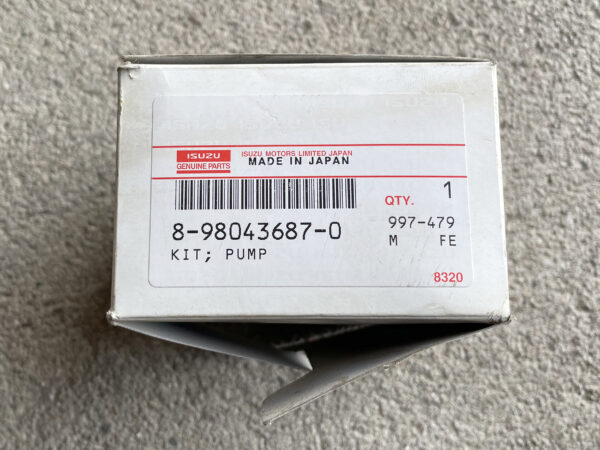 ISUZU
ISUZU
GENUINE PARTS
ISUZU MOTORS LIMITED JAPAN
MADE IN JAPAN
QTY. 1
8-98043687-0
997-479
KIT; PUMP
M FE
8320